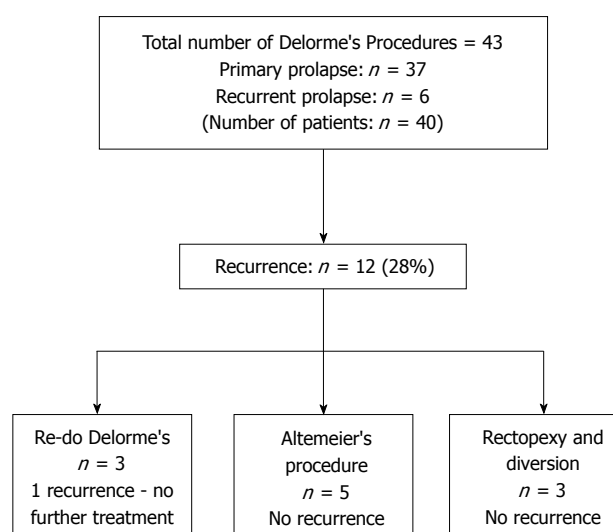 Total number of Delorme's Procedures = 43
Primary prolapse: n = 37
Recurrent prolapse: n = 6
(Number of patients: n = 40)
Recurrence: n = 12 (28%)
Re-do Delorme's
n = 3
1 recurrence - no
further treatment
Altemeier's
procedure
n = 5
No recurrence
Rectopexy and
diversion
n = 3
No recurrence